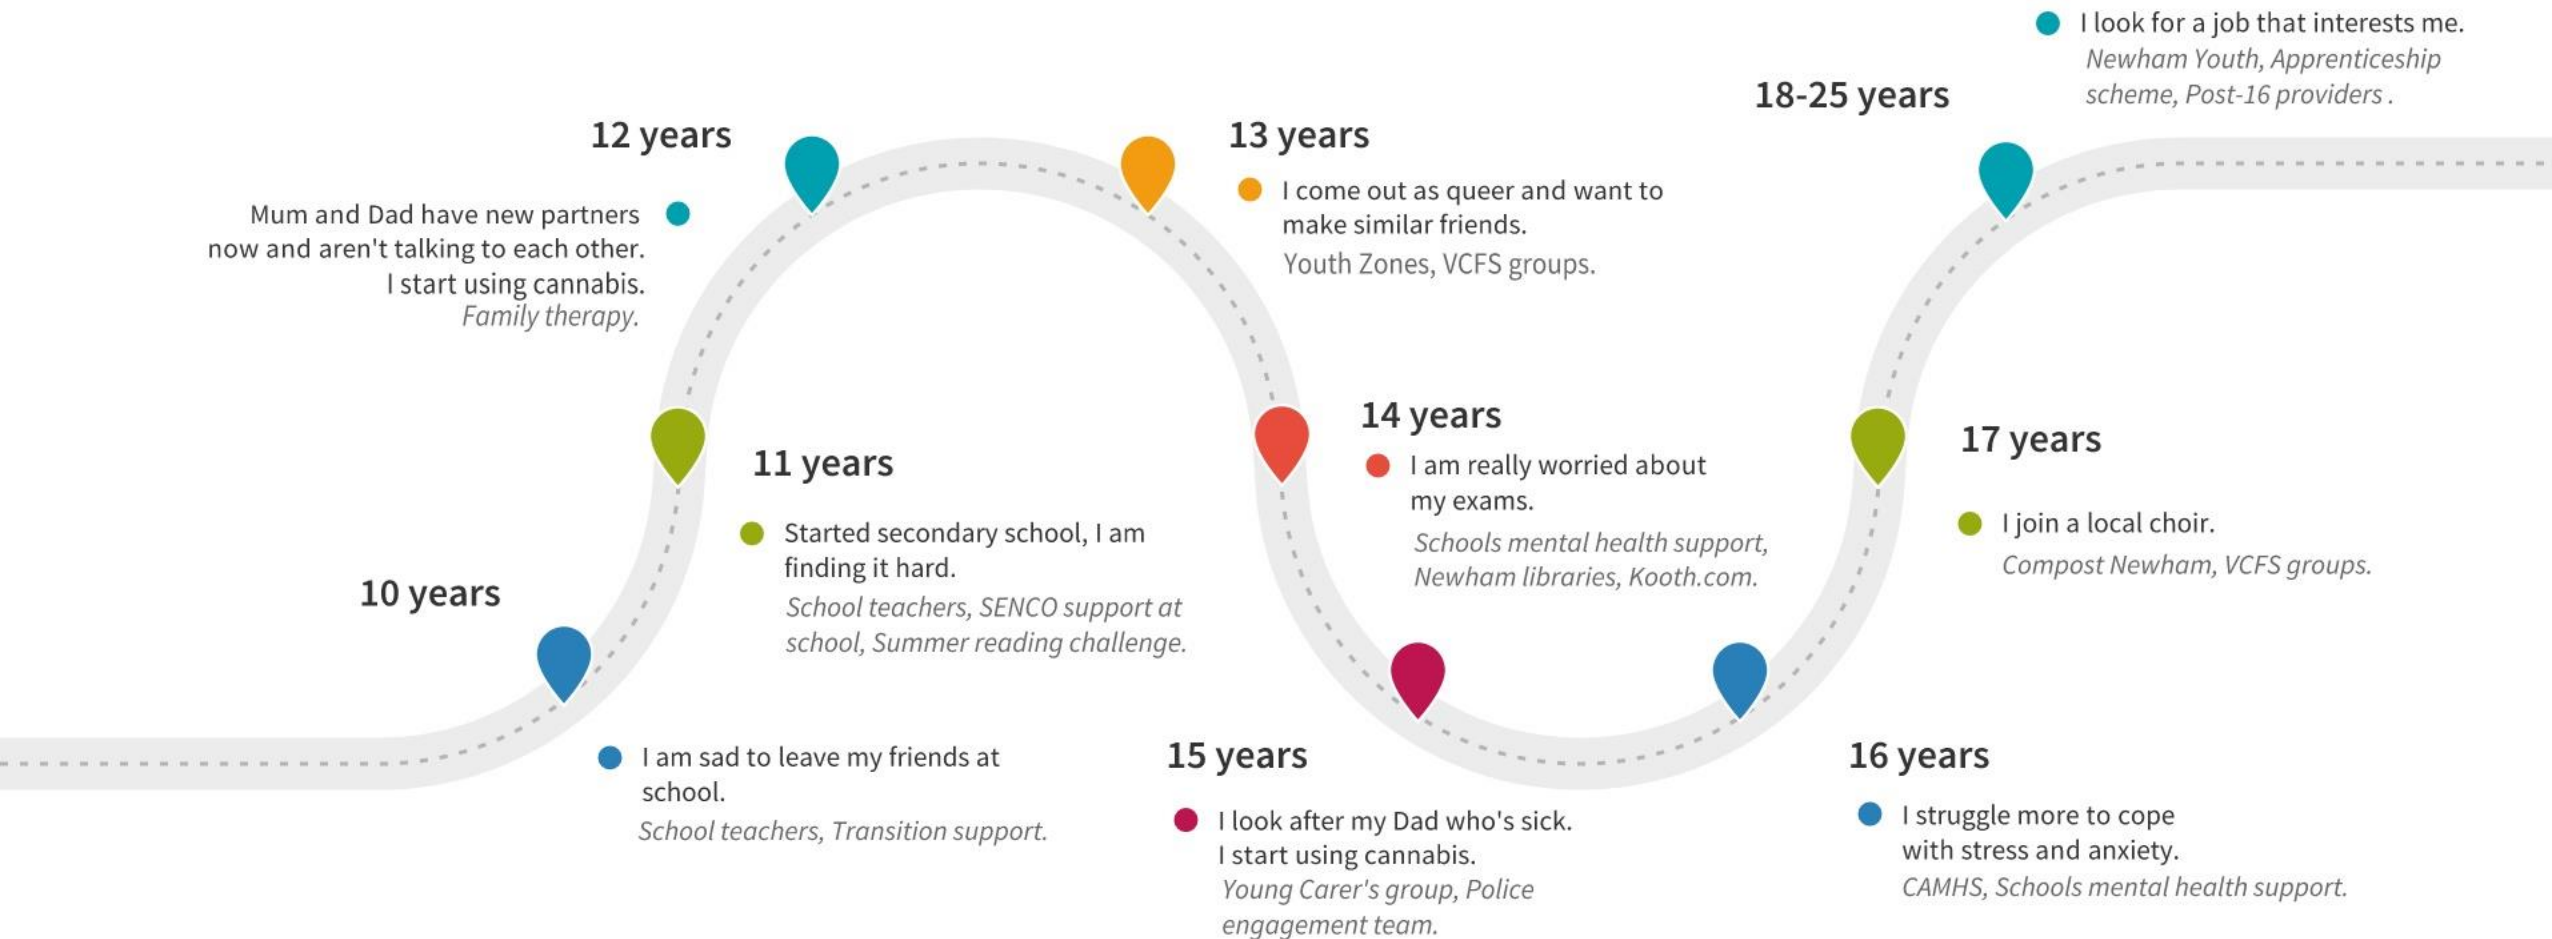 10 years
I am sad to leave my friends at
school.
School teachers, Transition support.
11 years
Started secondary school, I am
finding it hard.
School teachers, SENCO support at
school, Summer reading challenge.
12 years
Mum and Dad have new partners
now and aren't talking to each other.
I start using cannabis.
Family therapy.
13 years
I come out as queer and want to
make similar friends.
Youth Zones, VCFS groups.
14 years
I am really worried about
my exams.
Schools mental health support,
Newham libraries, Kooth.com.
15 years
I look after my Dad who's sick.
I start using cannabis.
Young Carer's group, Police
engagement team.
16 years
I struggle more to cope
with stress and anxiety.
CAMHS, Schools mental health support.
17 years
I join a local choir.
Compost Newham, VCFS groups.
18-25 years
I look for a job that interests me.
Newham Youth, Apprenticeship
scheme, Post-16 providers .